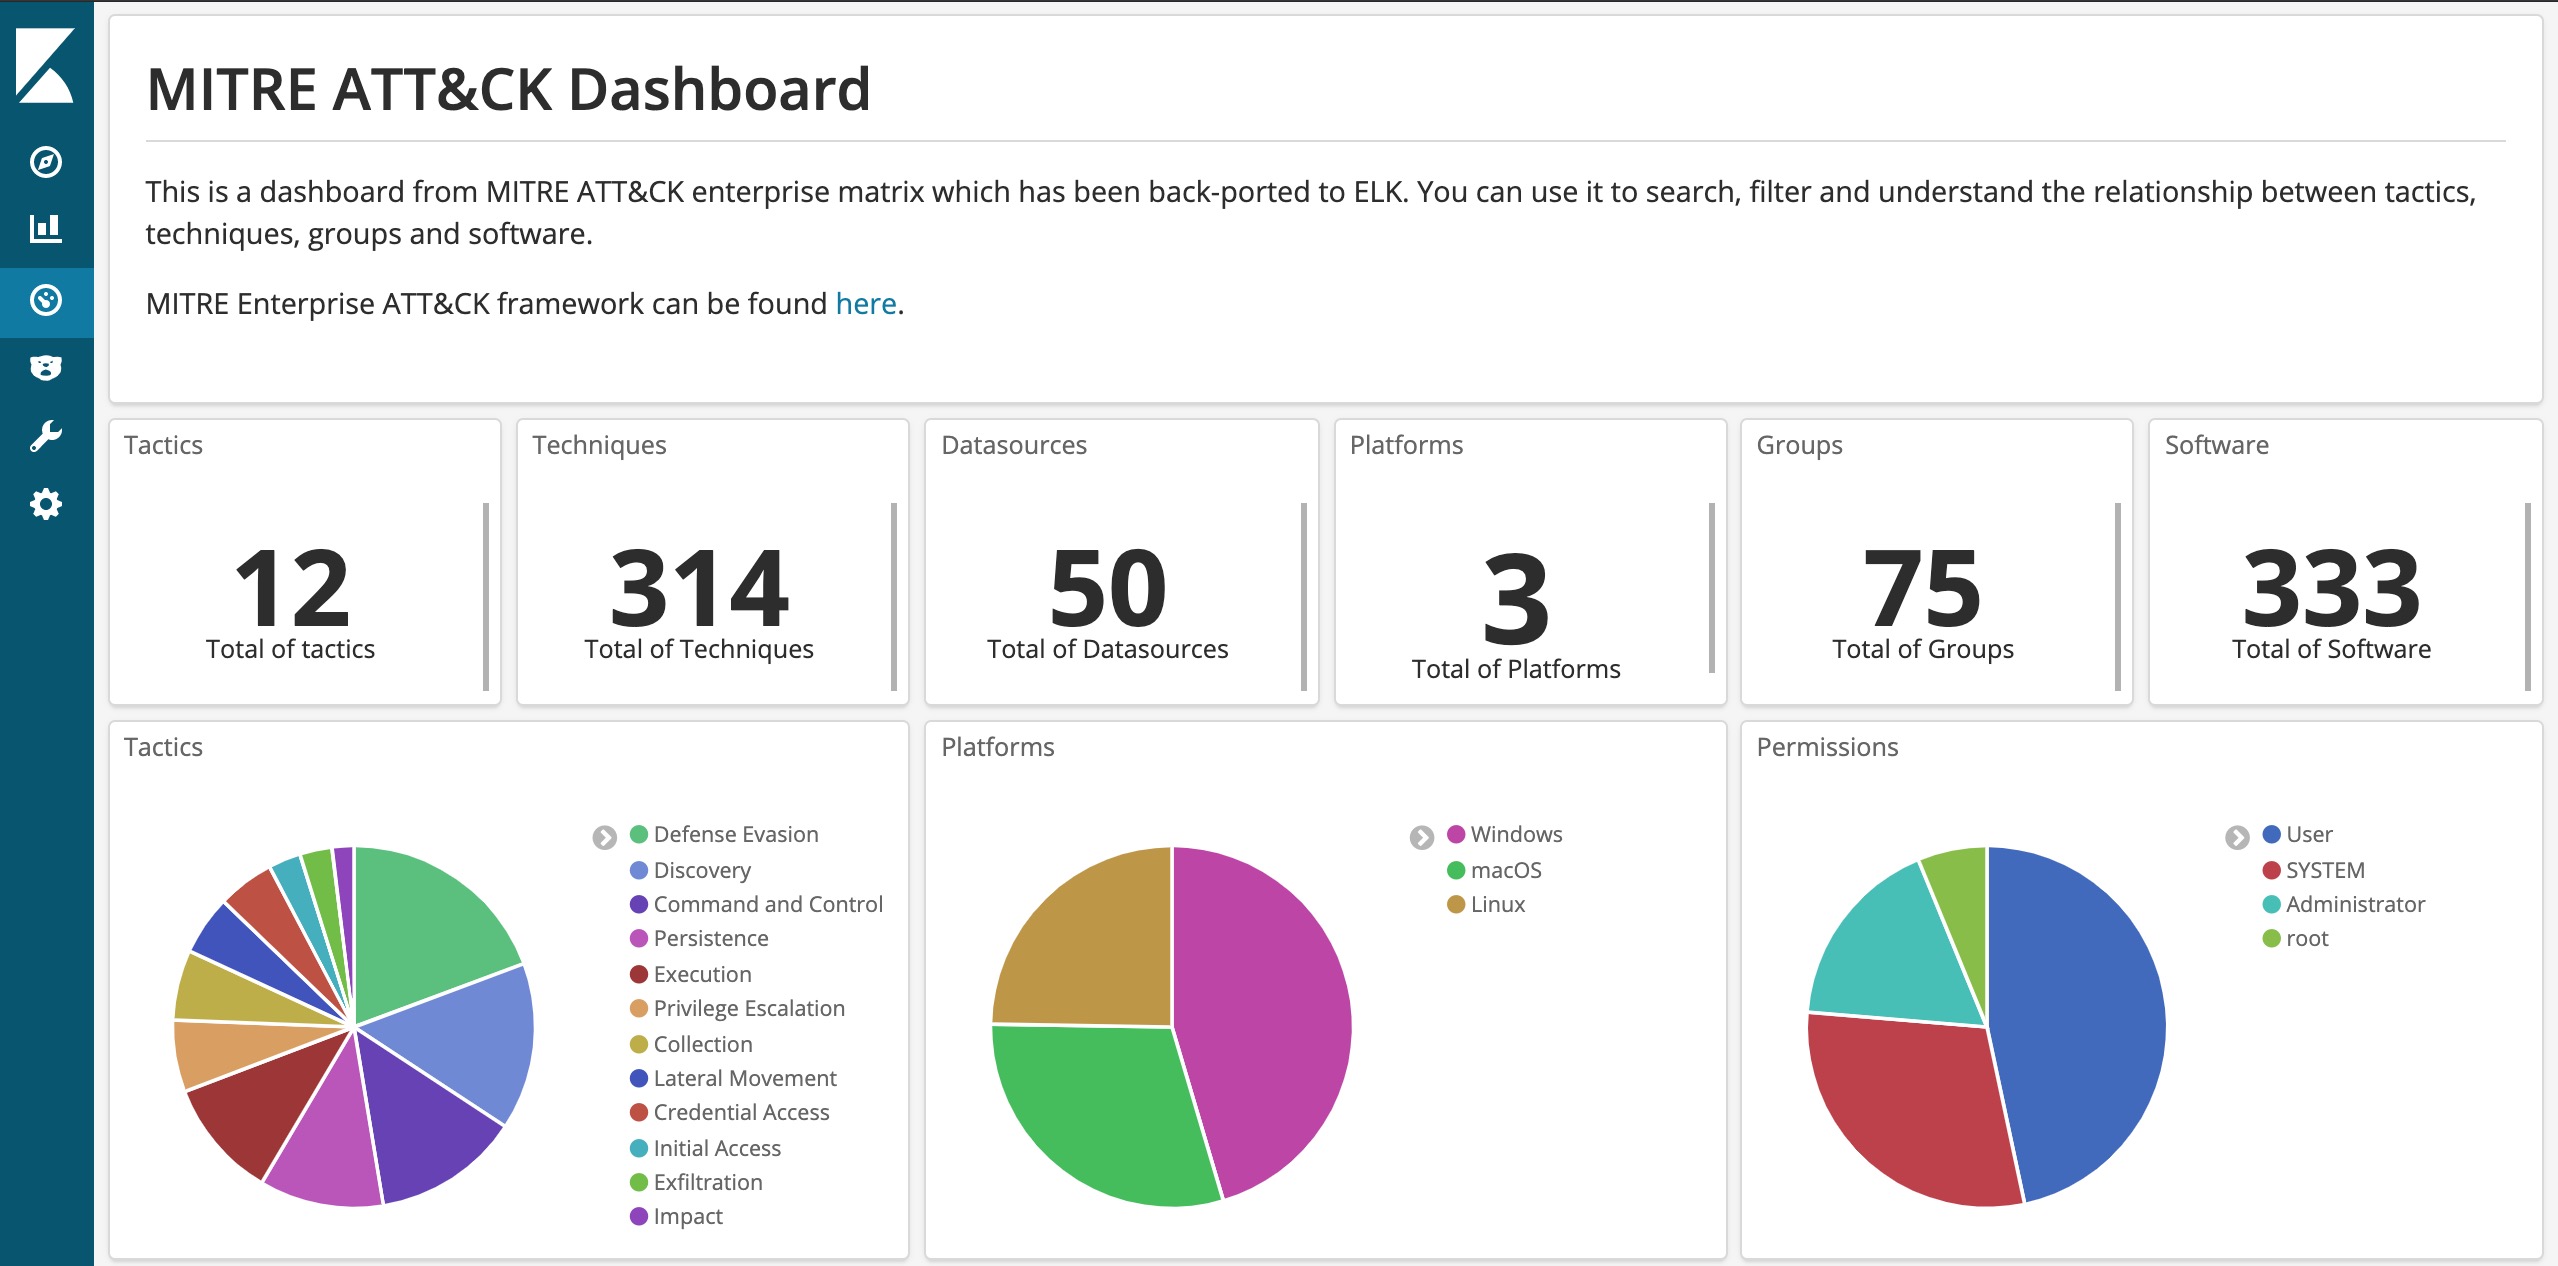 MITRE ATT&CK Dashboard
This is a dashboard from MITRE ATT&CK enterprise matrix which has been back-ported to ELK. You can use it to search, filter and understand the relationship between tactics,
techniques, groups and software.
MITRE Enterprise ATT&CK framework can be found here.
Tactics
12
Total of tactics
Techniques
314
Total of Techniques
Datasources
50
Total of Datasources
Platforms
3
Total of Platforms
Groups
75
Total of Groups
Software
333
Total of Software
Tactics
Defense Evasion
Discovery
Command and Control
Persistence
Execution
Privilege Escalation
Collection
Lateral Movement
Credential Access
Initial Access
Exfiltration
Impact
Platforms
Windows
macOS
Linux
Permissions
User
SYSTEM
Administrator
root